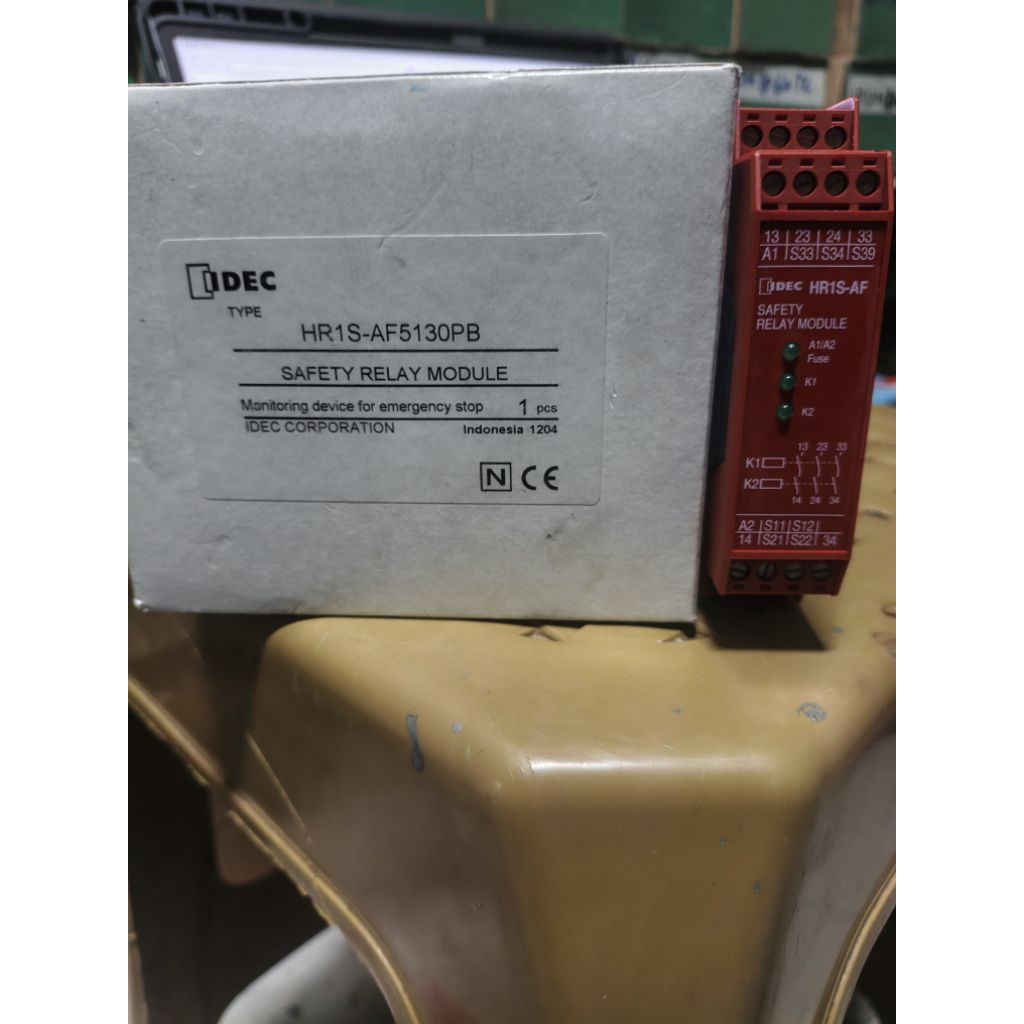 IDEC
TYPE
HR1S-AF5130PB
SAFETY RELAY MODULE
Monitoring device for emergency stop 1 pcs
IDEC CORPORATION Indonesia 1204
N CE
13 23 24 33
A1 S33 S34 S39
IDEC HR1S-AF
SAFETY
RELAY MODULE
A1/A2
Fuse
K1
K2
13 23 33
K1
K2
14 24 34
A2 S11 S12
14 S21 S22 34